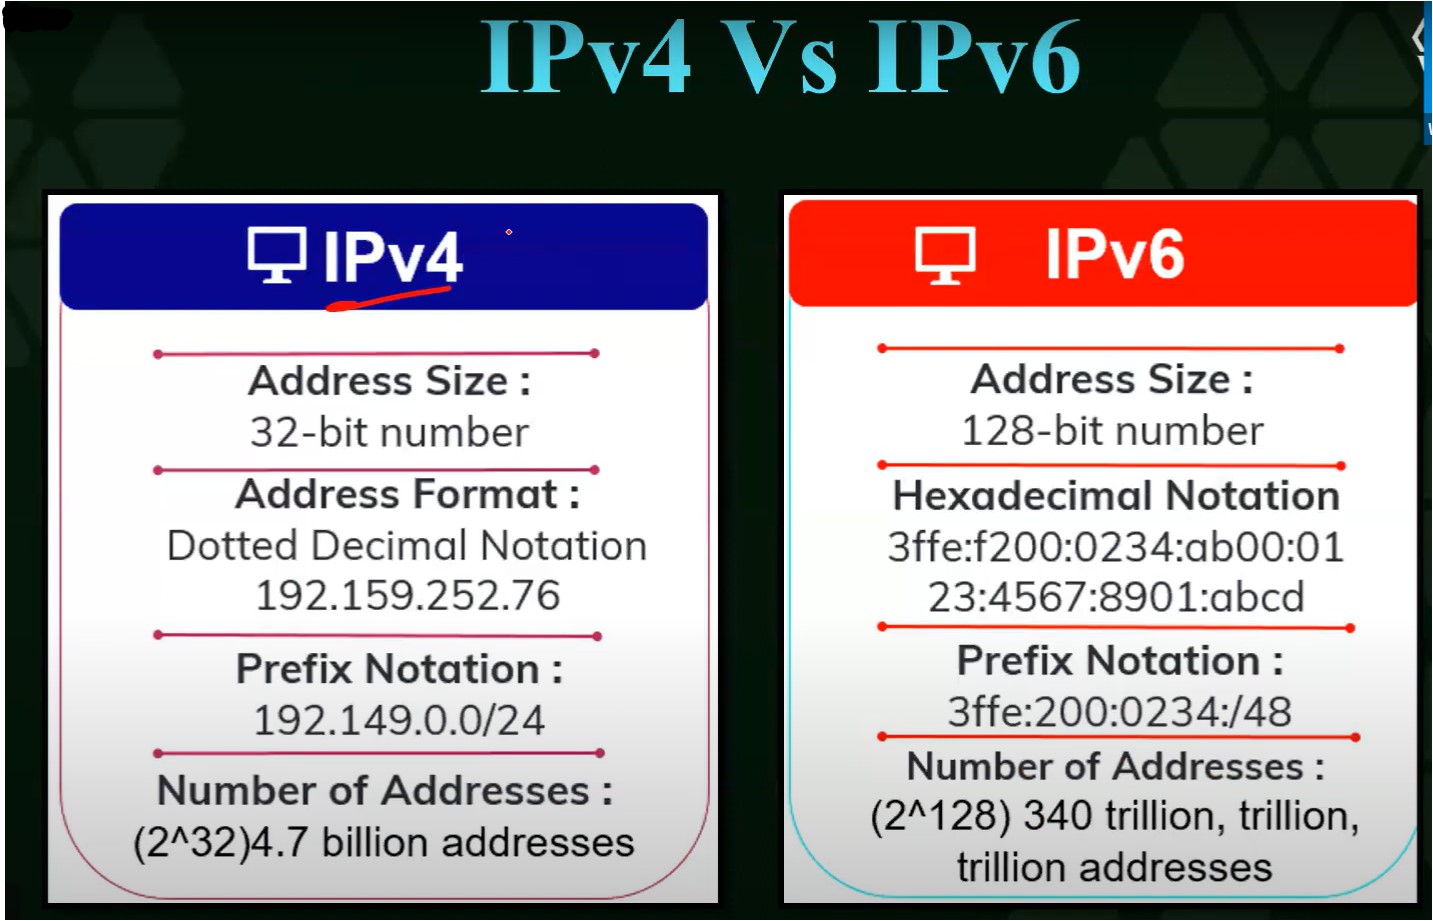 IPv4 Vs IPv6
IPv4
Address Size :
32-bit number
Address Format :
Dotted Decimal Notation
192.159.252.76
Prefix Notation :
192.149.0.0/24
Number of Addresses :
(2^32)4.7 billion addresses
IPv6
Address Size :
128-bit number
Hexadecimal Notation
3ffe:f200:0234:ab00:01
23:4567:8901:abcd
Prefix Notation :
3ffe:200:0234:/48
Number of Addresses :
(2^128) 340 trillion, trillion,
trillion addresses